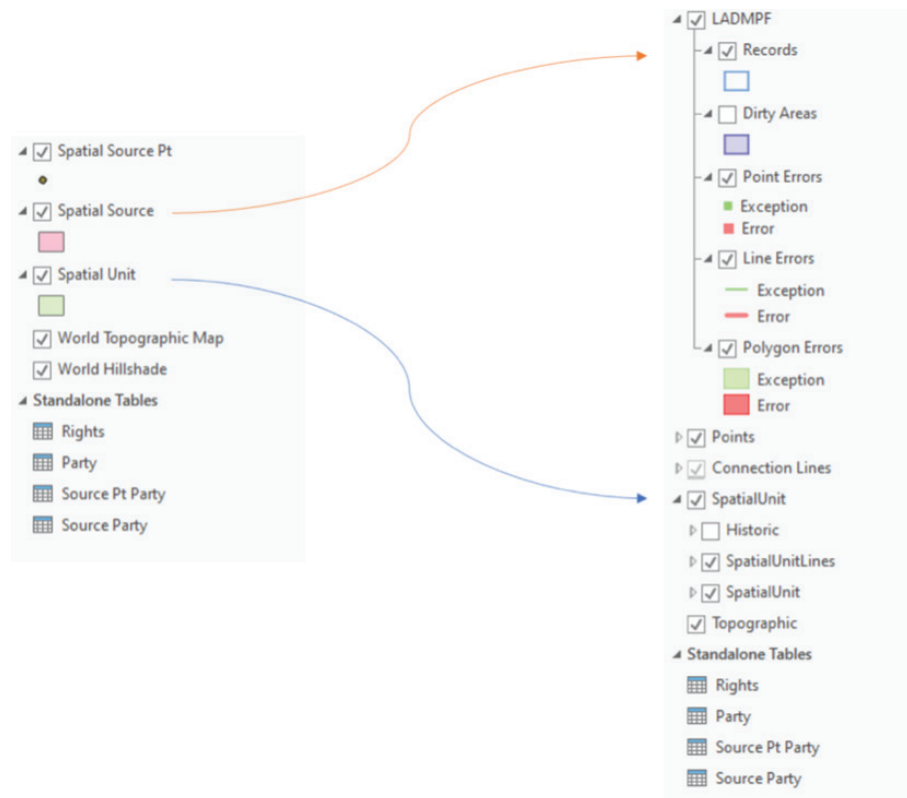 Spatial Source Pt
Spatial Source
Spatial Unit
World Topographic Map
World Hillshade
Standalone Tables
Rights
Party
Source Pt Party
Source Party
LADMPF
Records
Dirty Areas
Point Errors
Exception
Error
Line Errors
Exception
Error
Polygon Errors
Exception
Error
Points
Connection Lines
SpatialUnit
Historic
SpatialUnitLines
SpatialUnit
Topographic
Standalone Tables
Rights
Party
Source Pt Party
Source Party